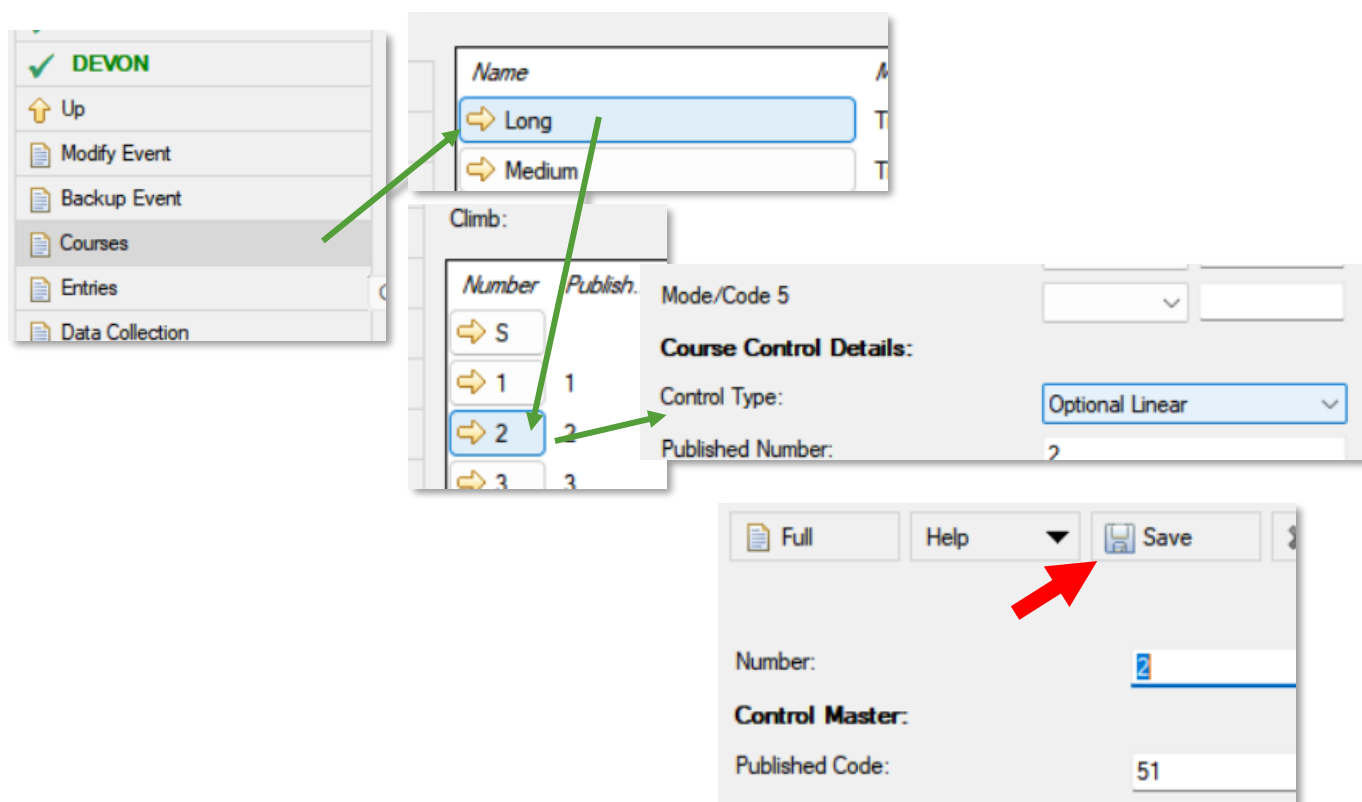 DEVON
Up
Modify Event
Backup Event
Courses
Entries
Data Collection
Name
Long
Medium
Climb:
Number Publish..
S
1 1
2 2
3 3
Mode/Code 5
Course Control Details:
Control Type: Optional Linear
Published Number: 2
Full Help Save
Number: 2
Control Master:
Published Code: 51